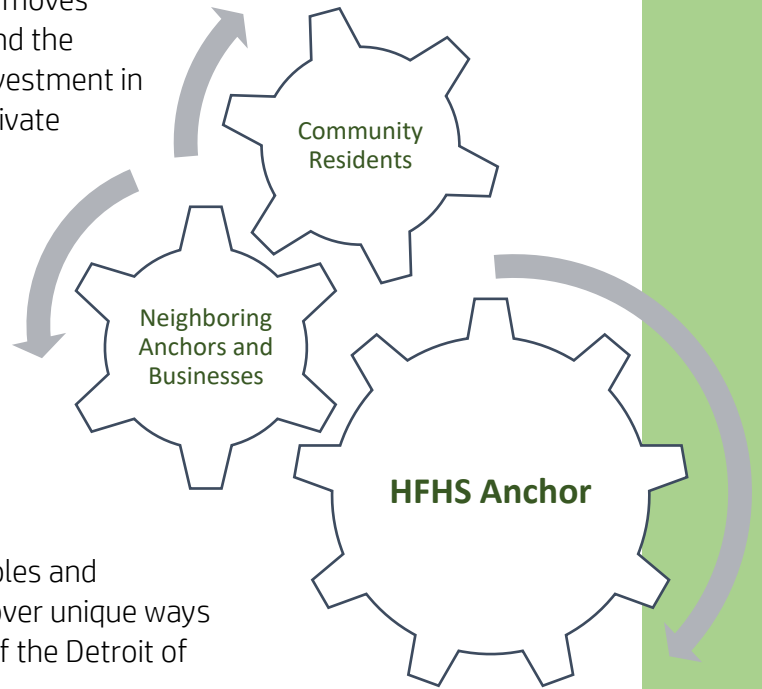 moves
nd the
vestment in
ivate
Community
Residents
Neighboring
Anchors and
Businesses
HFHS Anchor
ples and
over unique ways
f the Detroit of